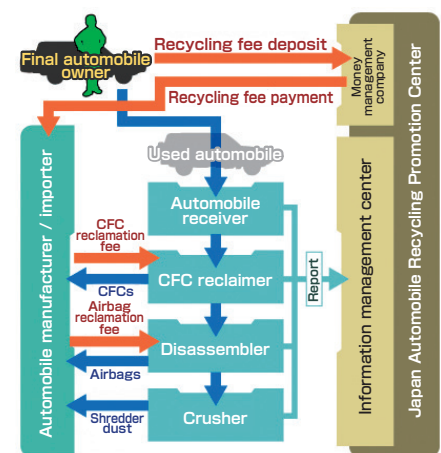 Final automobile
owner
Recycling fee deposit
Recycling fee payment
Money
management
company
Japan Automobile Recycling Promotion Center
Used automobile
Automobile manufacturer / importer
Automobile
receiver
CFC
reclamation
fee
CFC reclaimer
CFCs
Airbag
reclamation
fee
Disassembler
Airbags
Crusher
Shredder
dust
Report
Information management center